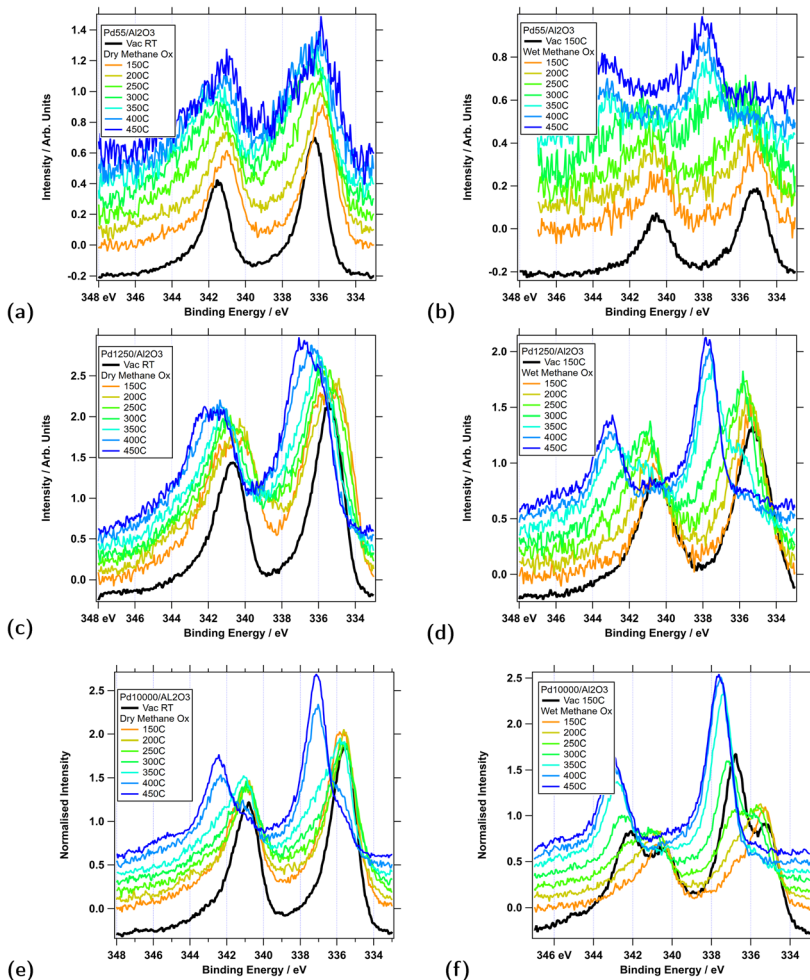 Pd55/Al2O3
Vac RT
Dry Methane Ox
150C
200C
250C
300C
350C
400C
450C
1.4
1.2
1.0
0.8
0.6
0.4
0.2
0.0
-0.2
Intensity / Arb. Units
348 eV 346 344 342 340 338 336 334
Binding Energy / eV
(a)
Pd55/Al2O3
Vac 150C
Wet Methane Ox
150C
200C
250C
300C
350C
400C
450C
0.8
0.6
0.4
0.2
0.0
-0.2
Intensity / Arb. Units
348 eV 346 344 342 340 338 336 334
Binding Energy / eV
(b)
Pd1250/Al2O3
Vac RT
Dry Methane Ox
150C
200C
250C
300C
350C
400C
450C
2.5
2.0
1.5
1.0
0.5
0.0
Intensity / Arb. Units
348 eV 346 344 342 340 338 336 334
Binding Energy / eV
(c)
Pd1250/Al2O3
Vac 150C
Wet Methane Ox
150C
200C
250C
300C
350C
400C
450C
2.0
1.5
1.0
0.5
0.0
Intensity / Arb. Units
348 eV 346 344 342 340 338 336 334
Binding Energy / eV
(d)
Pd10000/AL2O3
Vac RT
Dry Methane Ox
150C
200C
250C
300C
350C
400C
450C
2.5
2.0
1.5
1.0
0.5
0.0
Normalised Intensity
348 346 344 342 340 338 336 334
Binding Energy / eV
(e)
Pd10000/Al2O3
Vac 150C
Wet Methane Ox
150C
200C
250C
300C
350C
400C
450C
2.5
2.0
1.5
1.0
0.5
0.0
Normalised Intensity
346 eV 344 342 340 338 336 334
Binding Energy / eV
(f)